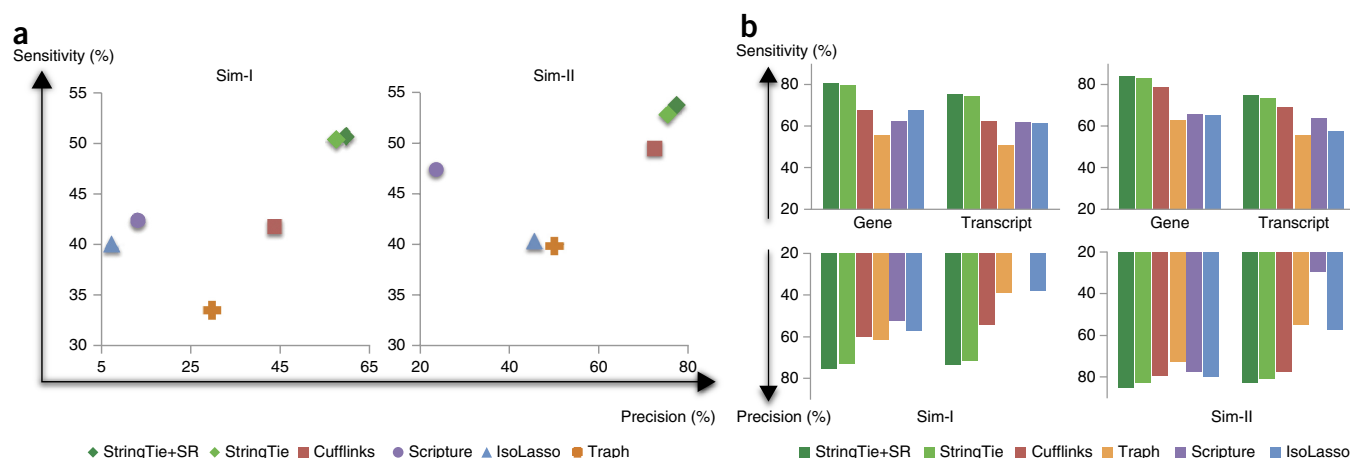 a
Sensitivity (%)
Sim-I
Sim-II
55
50
45
40
35
30
5
25
45
65
55
50
45
40
35
30
20
40
60
80
Precision (%)
StringTie+SR StringTie Cufflinks Scripture IsoLasso Traph
b
Sensitivity (%)
80
60
40
20
Gene Transcript
80
60
40
20
Gene Transcript
20
40
60
80
20
40
60
80
Precision (%)
Sim-I
Sim-II
StringTie+SR StringTie Cufflinks Traph Scripture IsoLasso